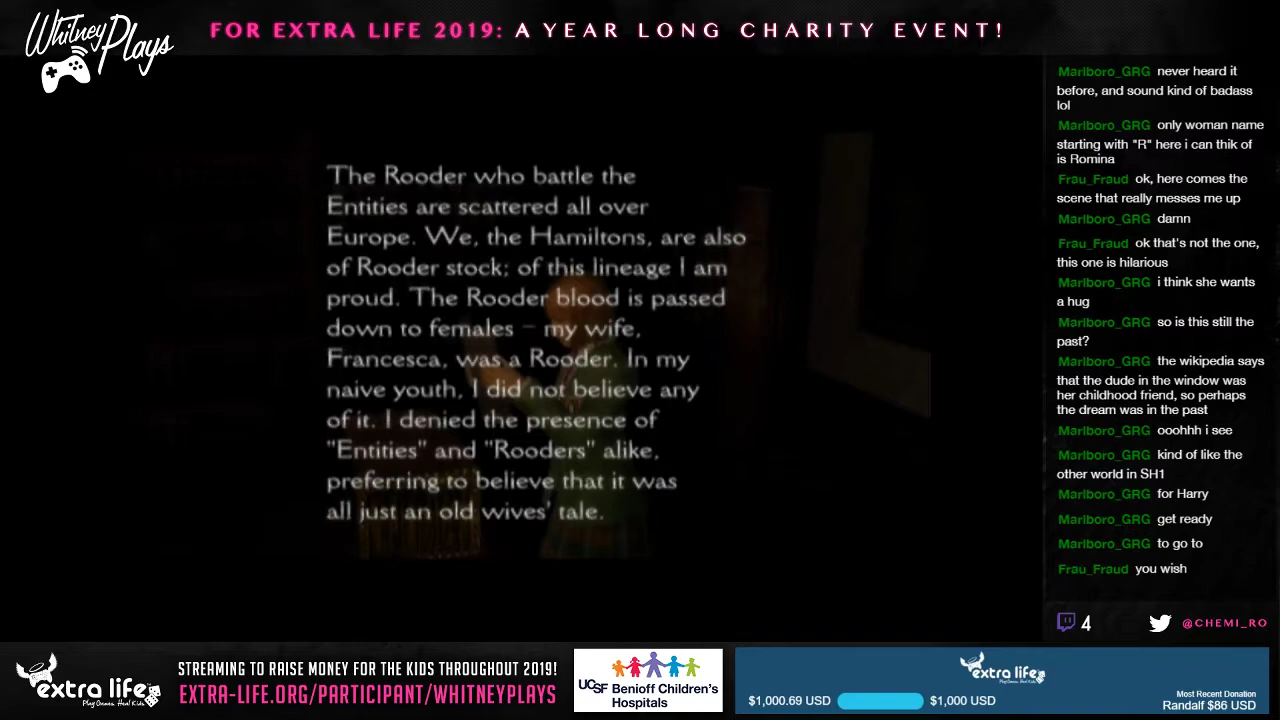 Whitney Plays
FOR EXTRA LIFE 2019: A YEAR LONG CHARITY EVENT!
The Rooder who battle the
Entities are scattered all over
Europe. We, the Hamiltons, are also
of Rooder stock; of this lineage I am
proud. The Rooder blood is passed
down to females - my wife,
Francesca, was a Rooder. In my
naive youth, I did not believe any
of it. I denied the presence of
"Entities" and "Rooders" alike,
preferring to believe that it was
all just an old wives' tale.
Marlboro_GRG never heard it
before, and sound kind of badass
lol
Marlboro_GRG only woman name
starting with "R" here i can thik of
is Romina
Frau_Fraud ok, here comes the
scene that really messes me up
Marlboro_GRG damn
Frau_Fraud ok that's not the one,
this one is hilarious
Marlboro_GRG i think she wants
a hug
Marlboro_GRG so is this still the
past?
Marlboro_GRG the wikipedia says
that the dude in the window was
her childhood friend, so perhaps
the dream was in the past
Marlboro_GRG ooohhh i see
Marlboro_GRG kind of like the
other world in SH1
Marlboro_GRG for Harry
Marlboro_GRG get ready
Marlboro_GRG to go to
Frau_Fraud you wish
4
@CHEMI_RO
extra life
Play Games. Heal Kids.
STREAMING TO RAISE MONEY FOR THE KIDS THROUGHOUT 2019!
EXTRA-LIFE.ORG/PARTICIPANT/WHITNEYPLAYS
UCSF Benioff Children's
Hospitals
extra life
Play Games. Heal Kids.
$1,000.69 USD
$1,000 USD
Most Recent Donation
Randalf $86 USD